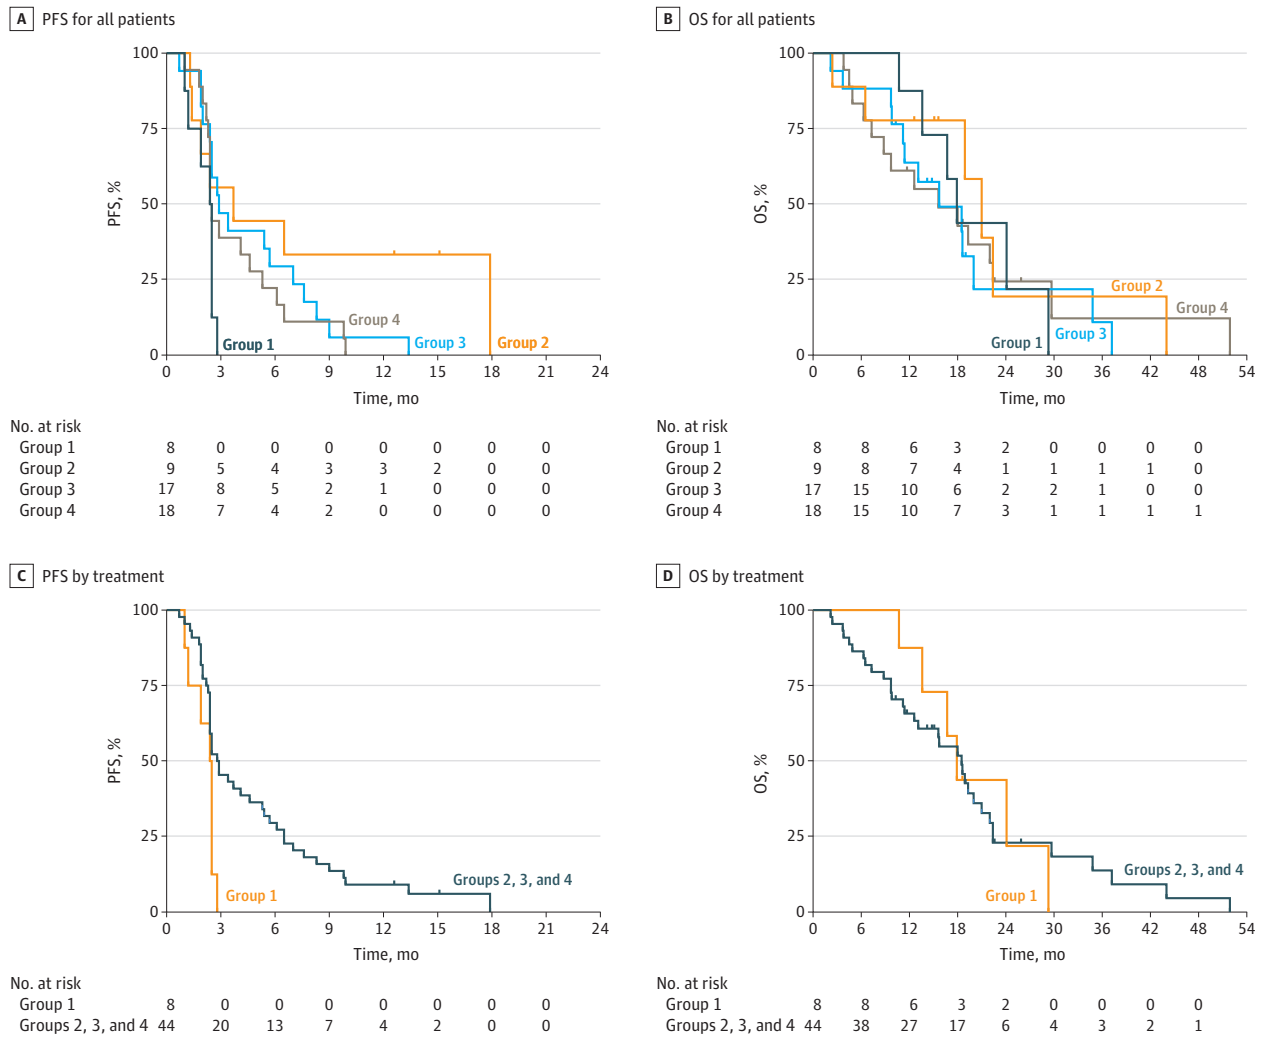 A PFS for all patients
100
75
50
25
0
PFS, %
Group 1
Group 4
Group 3
Group 2
0 3 6 9 12 15 18 21 24
Time, mo
No. at risk
Group 1 8 0 0 0 0 0 0 0
Group 2 9 5 4 3 3 2 0 0
Group 3 17 8 5 2 1 0 0 0
Group 4 18 7 4 2 0 0 0 0
B OS for all patients
100
75
50
25
0
OS, %
Group 2
Group 4
Group 3
Group 1
0 6 12 18 24 30 36 42 48 54
Time, mo
No. at risk
Group 1 8 8 6 3 2 0 0 0 0
Group 2 9 8 7 4 1 1 1 1 0
Group 3 17 15 10 6 2 2 1 0 0
Group 4 18 15 10 7 3 1 1 1 1
C PFS by treatment
100
75
50
25
0
PFS, %
Groups 2, 3, and 4
Group 1
0 3 6 9 12 15 18 21 24
Time, mo
No. at risk
Group 1 8 0 0 0 0 0 0 0
Groups 2, 3, and 4 44 20 13 7 4 2 0 0
D OS by treatment
100
75
50
25
0
OS, %
Groups 2, 3, and 4
Group 1
0 6 12 18 24 30 36 42 48 54
Time, mo
No. at risk
Group 1 8 8 6 3 2 0 0 0 0
Groups 2, 3, and 4 44 38 27 17 6 4 3 2 1